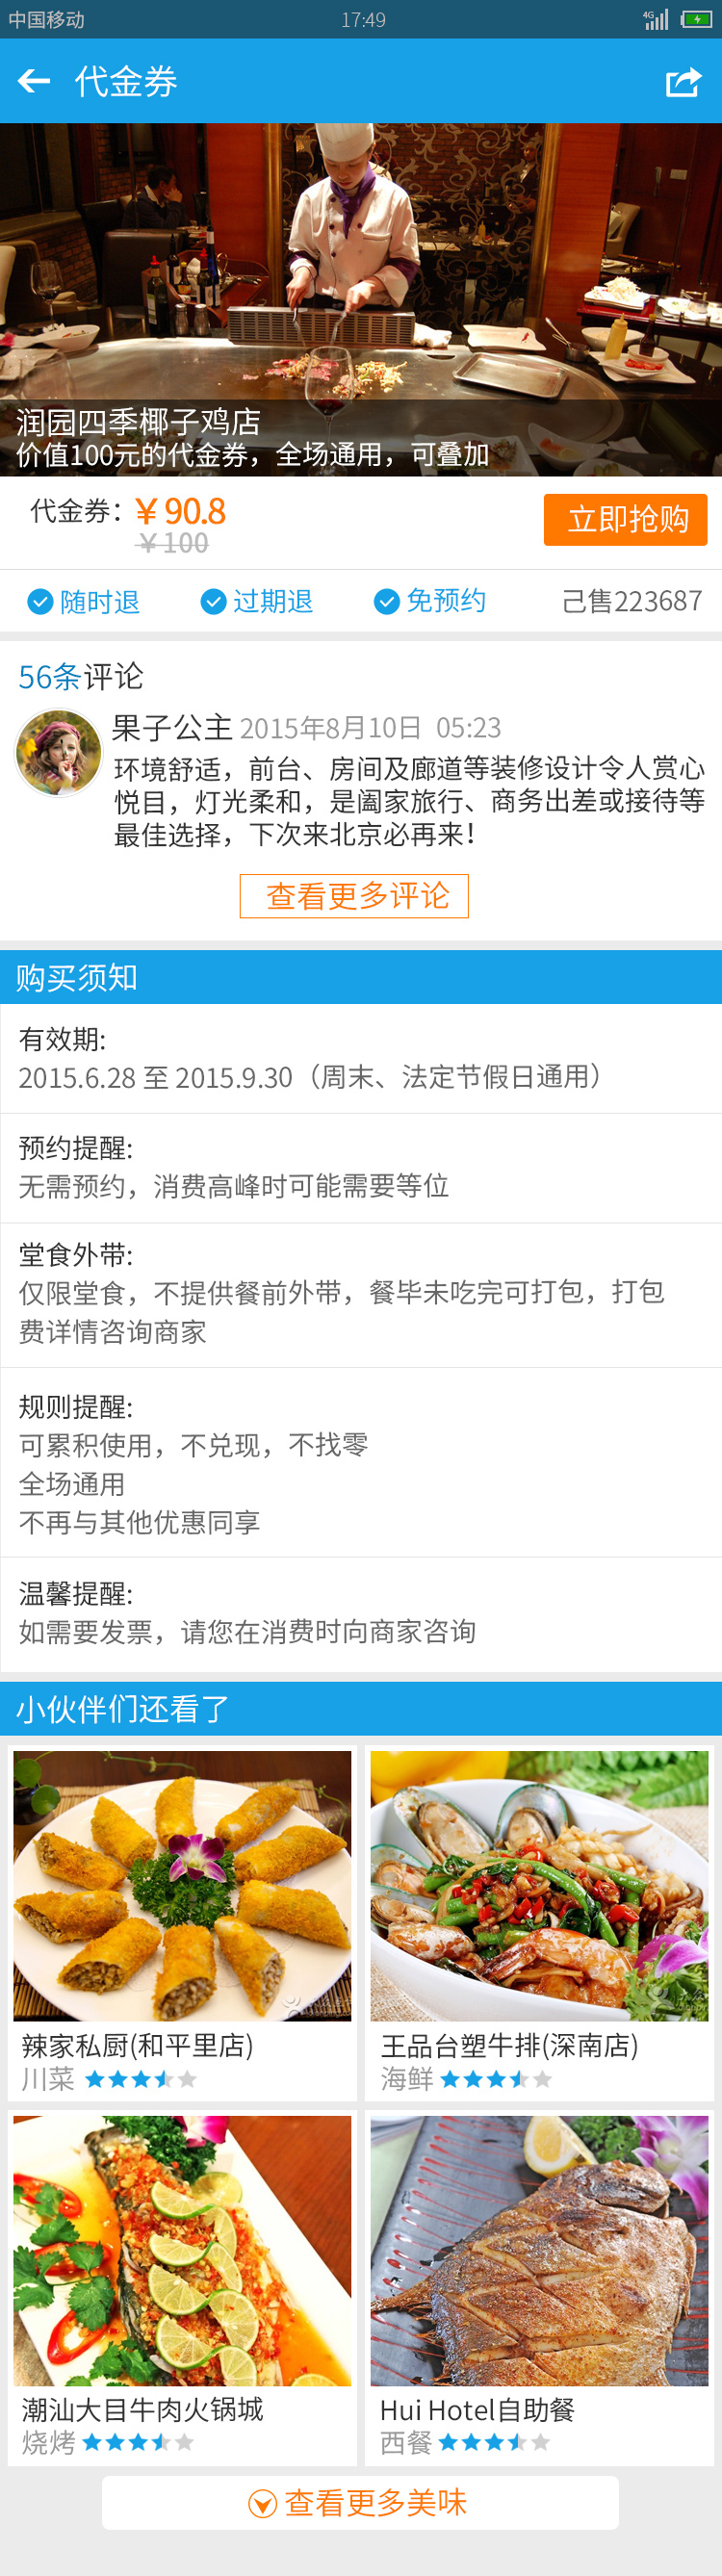 中国移动 17:49 4G
代金券
润园四季椰子鸡店
价值100元的代金券，全场通用，可叠加
代金券：￥90.8 立即抢购
￥100
随时退 过期退 免预约 己售223687
56条评论
果子公主 2015年8月10日 05:23
环境舒适，前台、房间及廊道等装修设计令人赏心
悦目，灯光柔和，是阖家旅行、商务出差或接待等
最佳选择，下次来北京必再来！
查看更多评论
购买须知
有效期:
2015.6.28 至 2015.9.30（周末、法定节假日通用）
预约提醒:
无需预约，消费高峰时可能需要等位
堂食外带:
仅限堂食，不提供餐前外带，餐毕未吃完可打包，打包
费详情咨询商家
规则提醒:
可累积使用，不兑现，不找零
全场通用
不再与其他优惠同享
温馨提醒:
如需要发票，请您在消费时向商家咨询
小伙伴们还看了
辣家私厨(和平里店)
川菜
王品台塑牛排(深南店)
海鲜
潮汕大目牛肉火锅城
烧烤
Hui Hotel自助餐
西餐
查看更多美味